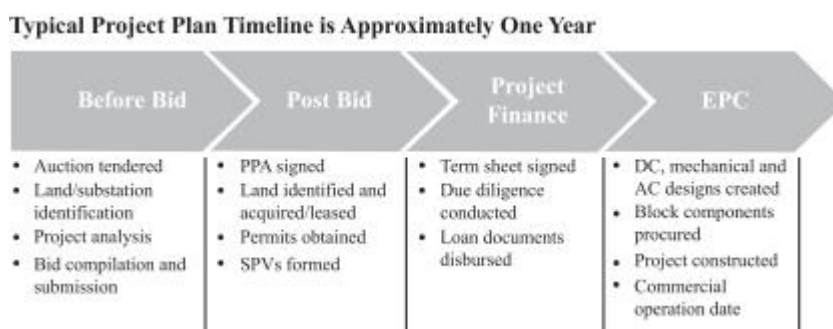 Typical Project Plan Timeline is Approximately One Year
Before Bid
Post Bid
Project
Finance
EPC
• Auction tendered
• Land/substation
identification
• Project analysis
• Bid compilation and
submission
• PPA signed
• Land identified and
acquired/leased
• Permits obtained
• SPVs formed
• Term sheet signed
• Due diligence
conducted
• Loan documents
disbursed
• DC, mechanical and
AC designs created
• Block components
procured
• Project constructed
• Commercial
operation date